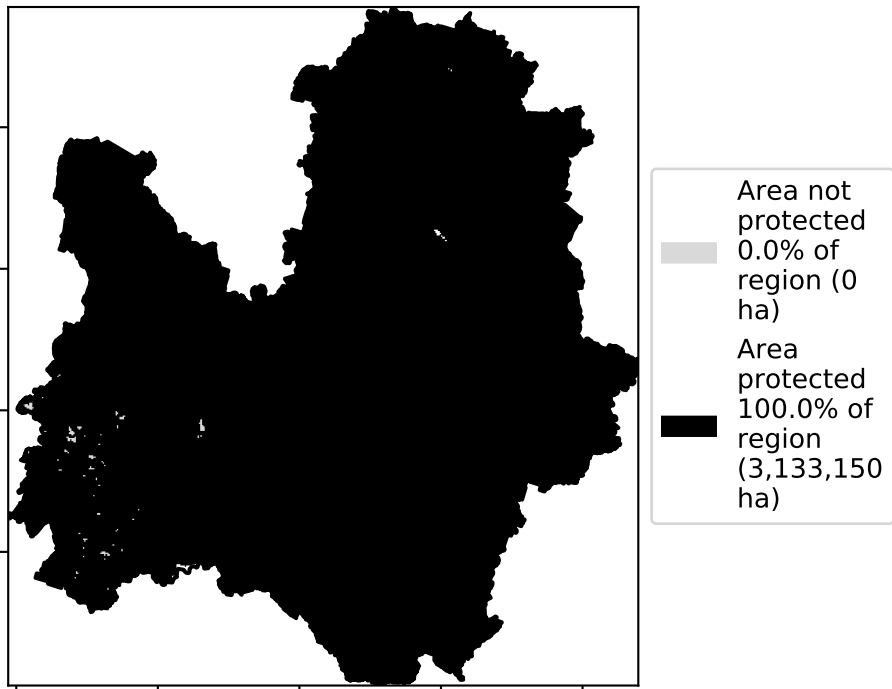 Area not
protected
0.0% of
region (0
ha)
Area
protected
100.0% of
region
(3,133,150
ha)